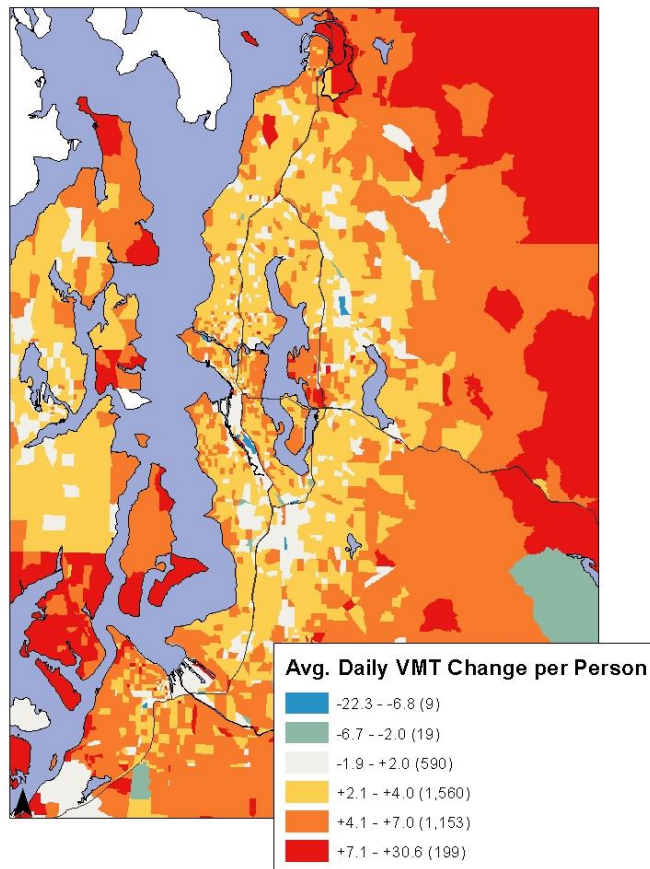 N
Avg. Daily VMT Change per Person
-22.3 - -6.8 (9)
-6.7 - -2.0 (19)
-1.9 - +2.0 (590)
+2.1 - +4.0 (1,560)
+4.1 - +7.0 (1,153)
+7.1 - +30.6 (199)